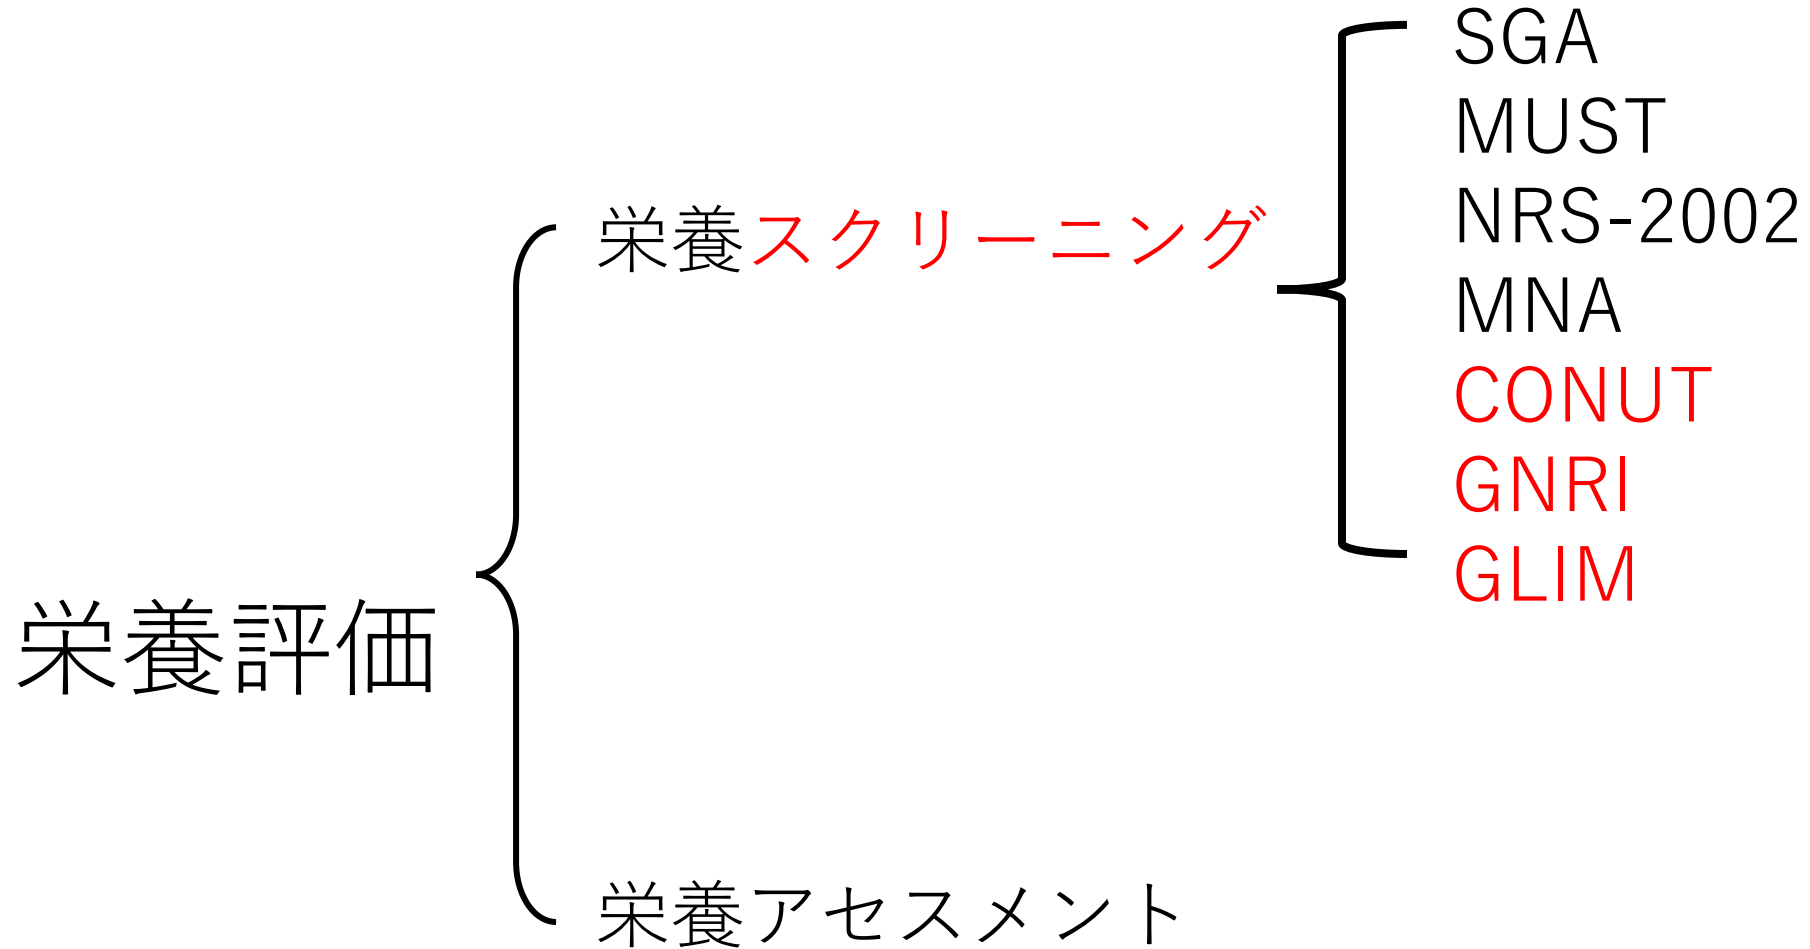 栄養評価
栄養スクリーニング
SGA
MUST
NRS-2002
MNA
CONUT
GNRI
GLIM
栄養アセスメント